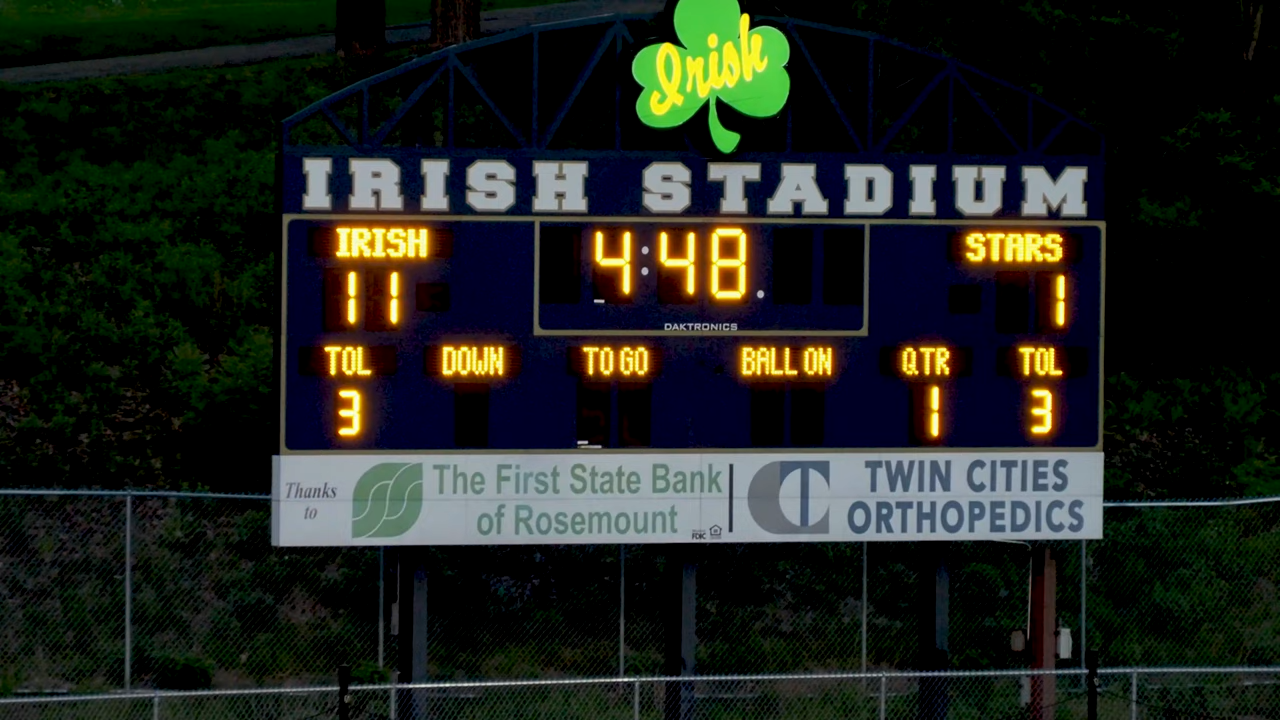 Irish
IRISH STADIUM
IRISH 4:48 STARS
11 1
DAKTRONICS
TOL DOWN TO GO BALL ON QTR TOL
3 1 3
Thanks to
The First State Bank
of Rosemount
FDIC
TWIN CITIES
ORTHOPEDICS